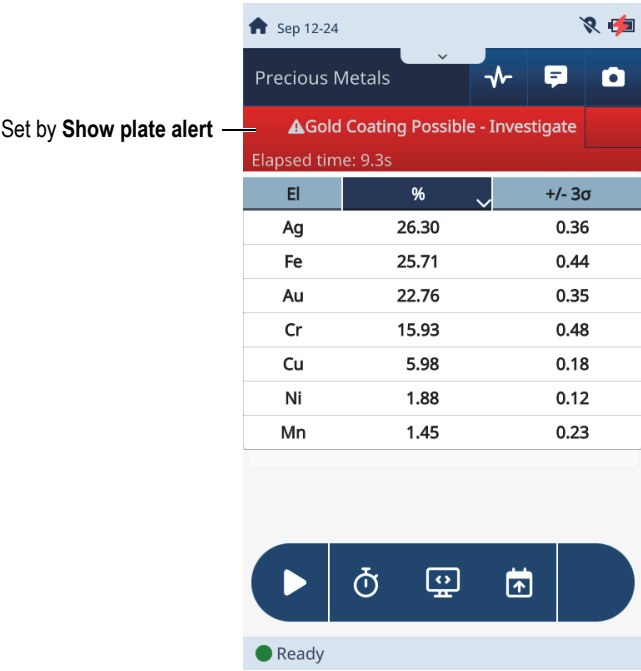 Sep 12-24
Precious Metals
Set by Show plate alert
Gold Coating Possible - Investigate
Elapsed time: 9.3s
El % +/- 3σ
Ag 26.30 0.36
Fe 25.71 0.44
Au 22.76 0.35
Cr 15.93 0.48
Cu 5.98 0.18
Ni 1.88 0.12
Mn 1.45 0.23
Ready